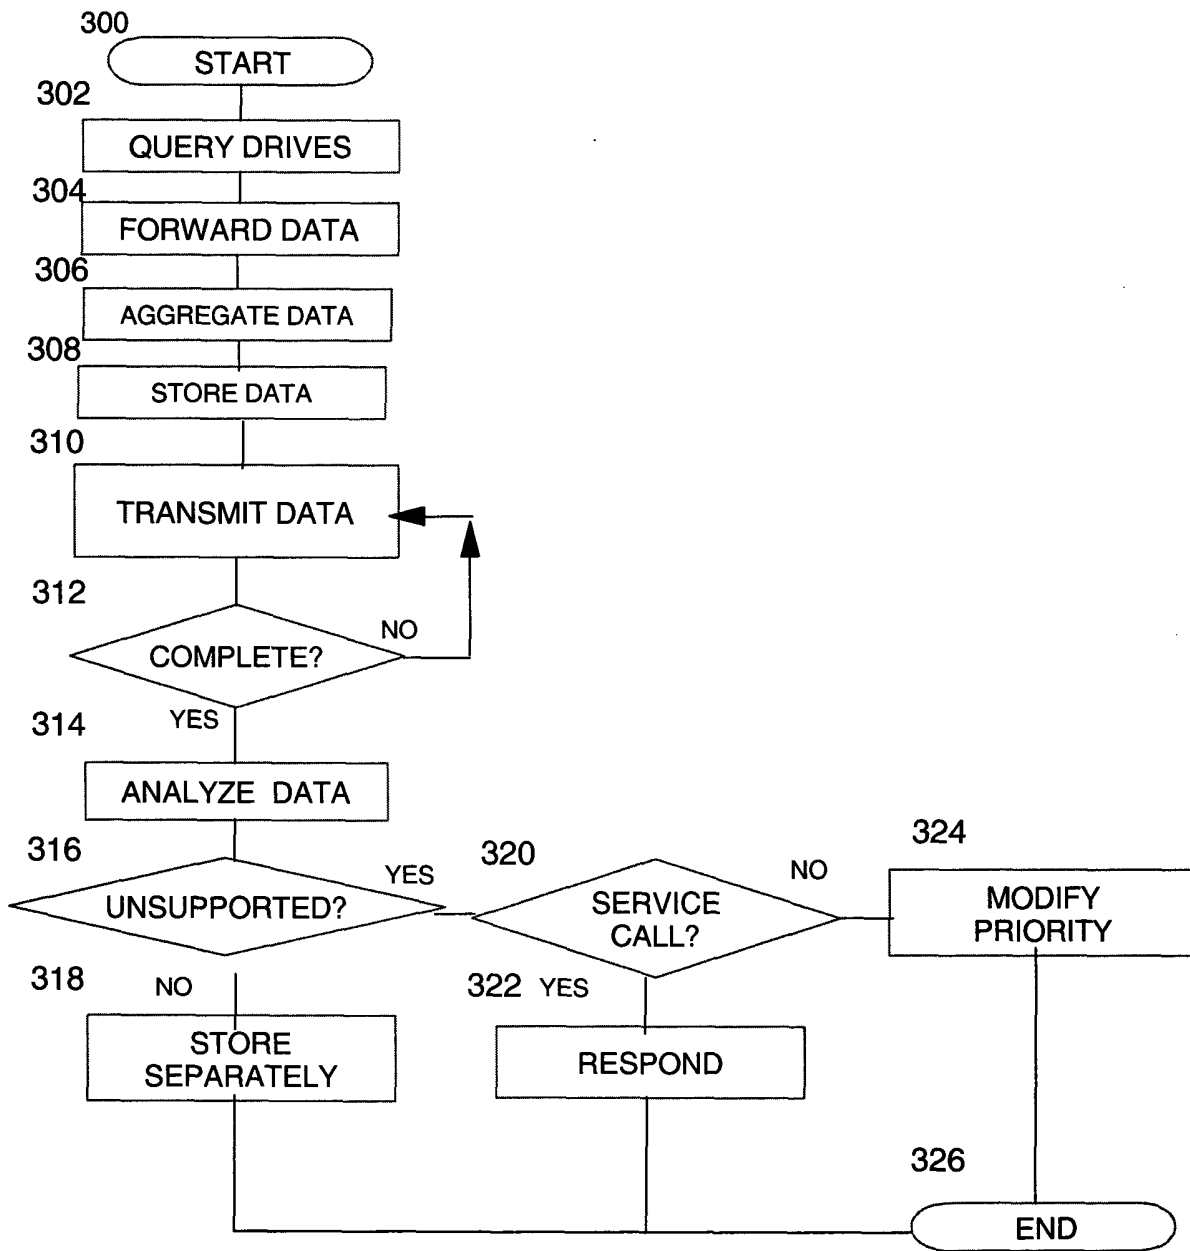 300
START
302
QUERY DRIVES
304
FORWARD DATA
306
AGGREGATE DATA
308
STORE DATA
310
TRANSMIT DATA
312
NO
COMPLETE?
YES
314
ANALYZE DATA
316
YES
UNSUPPORTED?
320
SERVICE
CALL?
NO
324
MODIFY
PRIORITY
318
NO
STORE
SEPARATELY
322 YES
RESPOND
326
END